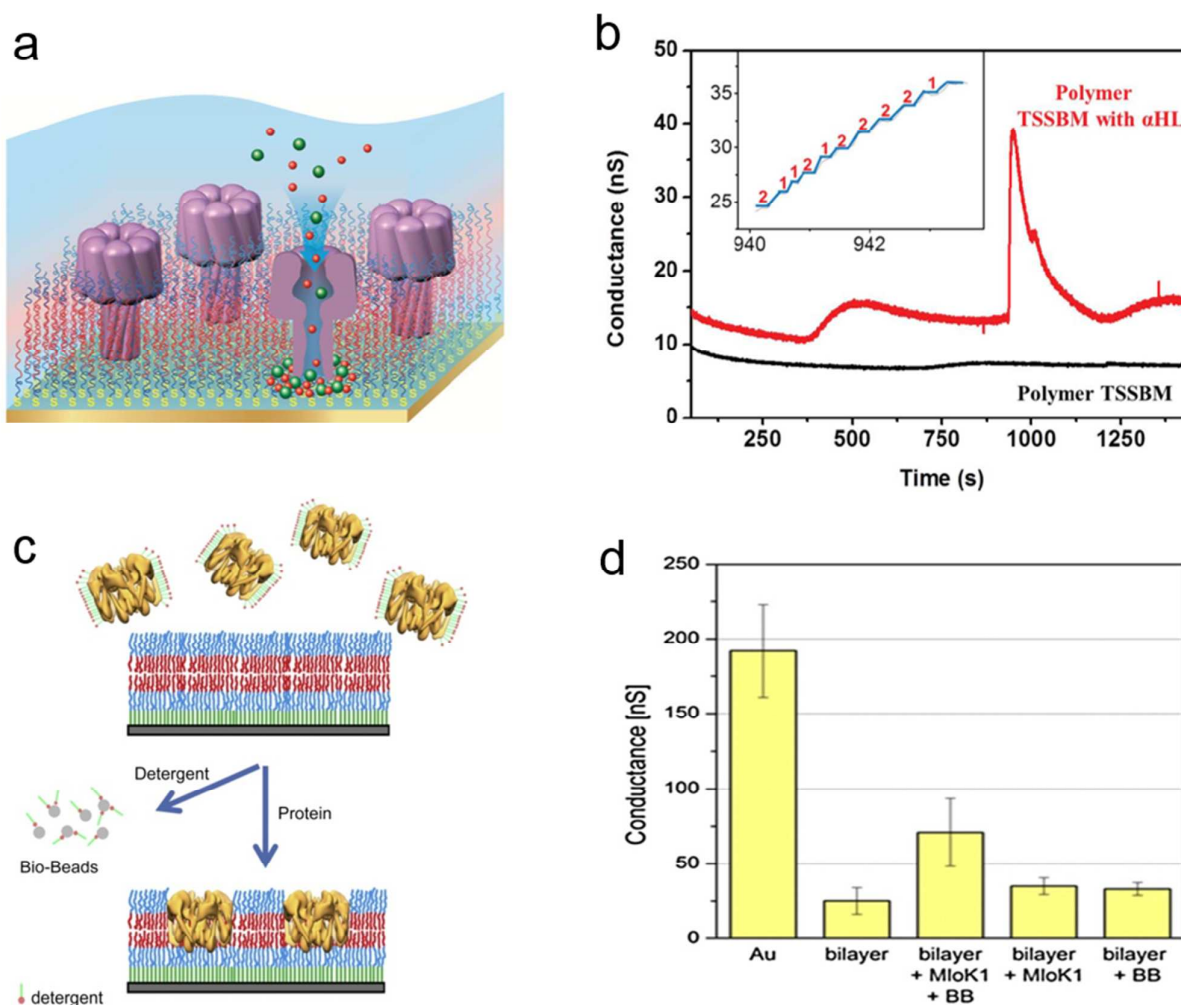 a
S S S S S S S S S S S S S S S S S S
b
50
40
30
20
10
0
Conductance (nS)
250
500
750
1000
1250
Time (s)
35
30
25
940
942
2
1
1
2
1
2
2
2
2
1
Polymer
TSSBM with αHL
Polymer TSSBM
c
Detergent
Protein
Bio-Beads
detergent
d
250
200
150
100
50
0
Conductance [nS]
Au
bilayer
bilayer
+ MloK1
+ BB
bilayer
+ MloK1
bilayer
+ BB